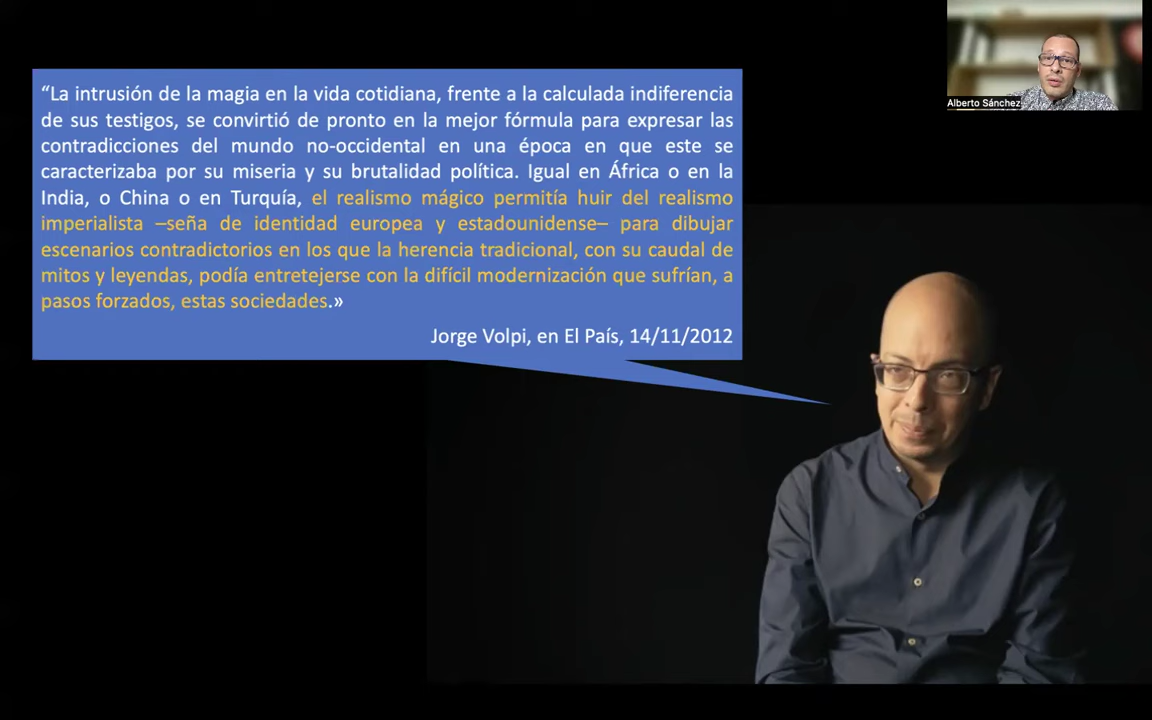 “La intrusión de la magia en la vida cotidiana, frente a la calculada indiferencia
de sus testigos, se convirtió de pronto en la mejor fórmula para expresar las
contradicciones del mundo no-occidental en una época en que este se
caracterizaba por su miseria y su brutalidad política. Igual en África o en la
India, o China o en Turquía, el realismo mágico permitía huir del realismo
imperialista –seña de identidad europea y estadounidense– para dibujar
escenarios contradictorios en los que la herencia tradicional, con su caudal de
mitos y leyendas, podía entretejerse con la difícil modernización que sufrían, a
pasos forzados, estas sociedades.»
Jorge Volpi, en El País, 14/11/2012
Alberto Sánchez